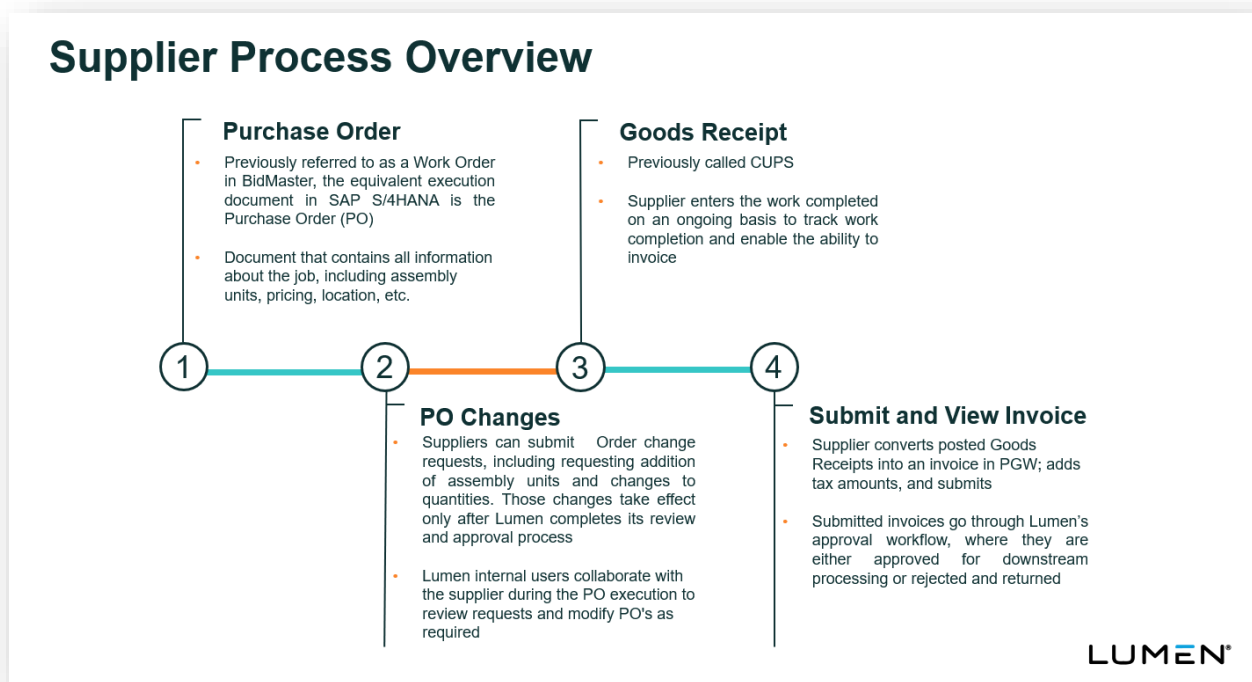 Supplier Process Overview
Purchase Order
• Previously referred to as a Work Order
in BidMaster, the equivalent execution
document in SAP S/4HANA is the
Purchase Order (PO)
• Document that contains all information
about the job, including assembly
units, pricing, location, etc.
Goods Receipt
• Previously called CUPS
• Supplier enters the work completed
on an ongoing basis to track work
completion and enable the ability to
invoice
1
2
3
4
PO Changes
• Suppliers can submit Order change
requests, including requesting addition
of assembly units and changes to
quantities. Those changes take effect
only after Lumen completes its review
and approval process
• Lumen internal users collaborate with
the supplier during the PO execution to
review requests and modify PO's as
required
Submit and View Invoice
• Supplier converts posted Goods
Receipts into an invoice in PGW; adds
tax amounts, and submits
• Submitted invoices go through Lumen’s
approval workflow, where they are
either approved for downstream
processing or rejected and returned
LUMEN®